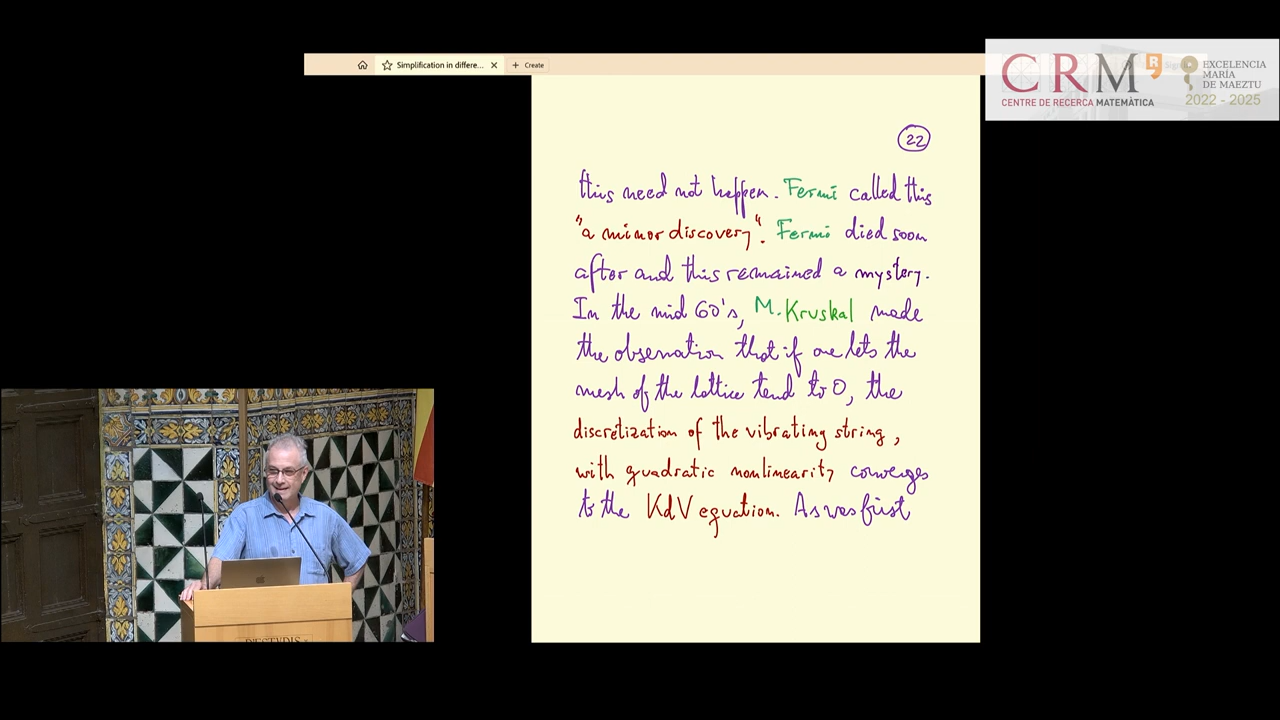 Simplification in differe...
Create
CRM
CENTRE DE RECERCA MATEMÀTICA
EXCELENCIA
MARÍA
DE MAEZTU
2022 - 2025
22
this need not happen. Fermi called this
"a minor discovery". Fermi died soon
after and this remained a mystery.
In the mid 60's, M. Kruskal made
the observation that if one lets the
mesh of the lattice tend to 0, the
discretization of the vibrating string,
with quadratic nonlinearity converges
to the KdV equation. As was first
D'ESTVDIS